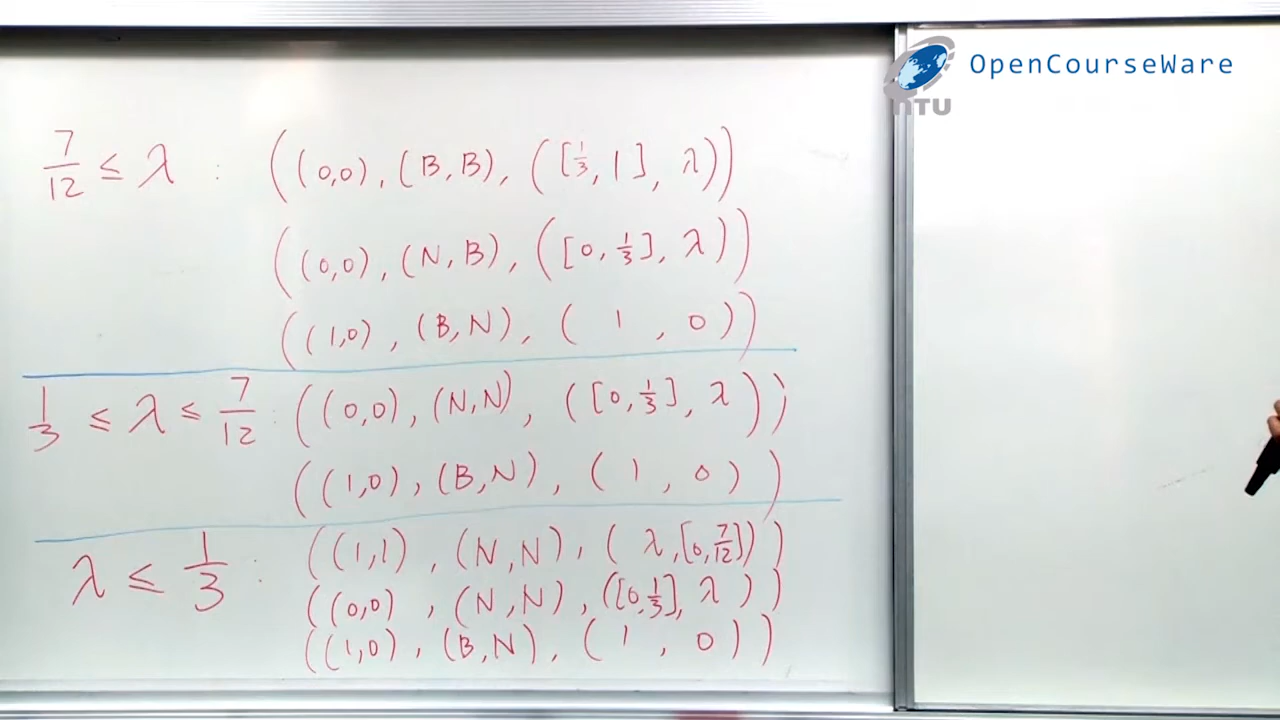 OpenCourseWare
NTU
7/12 ≤ λ : ((0,0), (B,B), ([1/3, 1], λ))
((0,0), (N,B), ([0, 1/3], λ))
((1,0), (B,N), (1, 0))
1/3 ≤ λ ≤ 7/12 : ((0,0), (N,N), ([0, 1/3], λ))
((1,0), (B,N), (1, 0))
λ ≤ 1/3 : ((1,1), (N,N), (λ, [0, 7/12]))
((0,0), (N,N), ([0, 1/3], λ))
((1,0), (B,N), (1, 0))